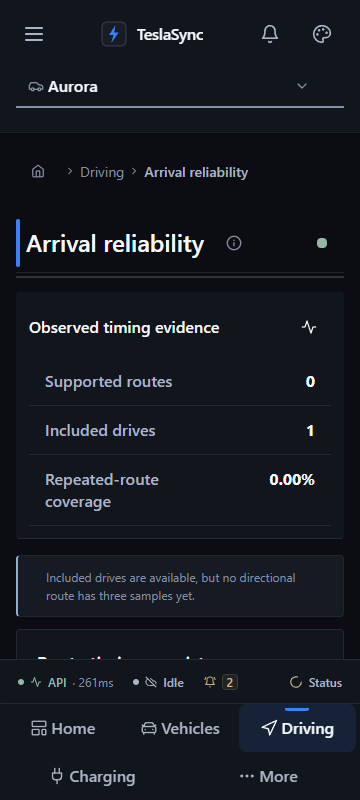 TeslaSync
Aurora
Driving
Arrival reliability
Arrival reliability
Observed timing evidence
Supported routes 0
Included drives 1
Repeated-route 0.00%
coverage
Included drives are available, but no directional
route has three samples yet.
API · 261ms Idle 2 Status
Home Vehicles Driving
Charging More